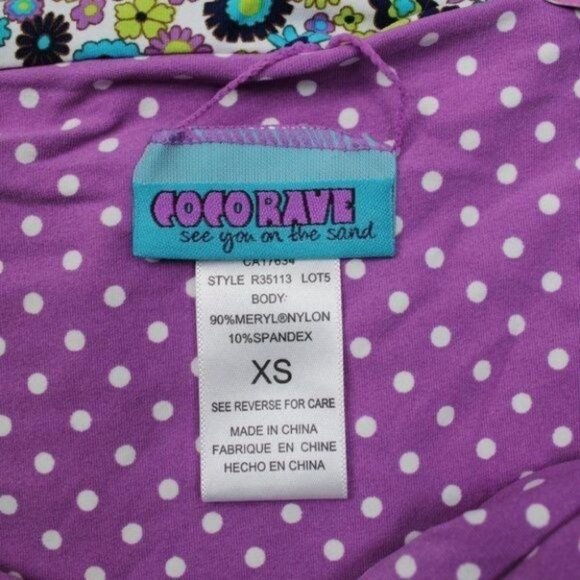 COCORAVE
see you on the sand
CA17634
STYLE R35113 LOT5
BODY:
90%MERYL®NYLON
10%SPANDEX
XS
SEE REVERSE FOR CARE
MADE IN CHINA
FABRIQUE EN CHINE
HECHO EN CHINA